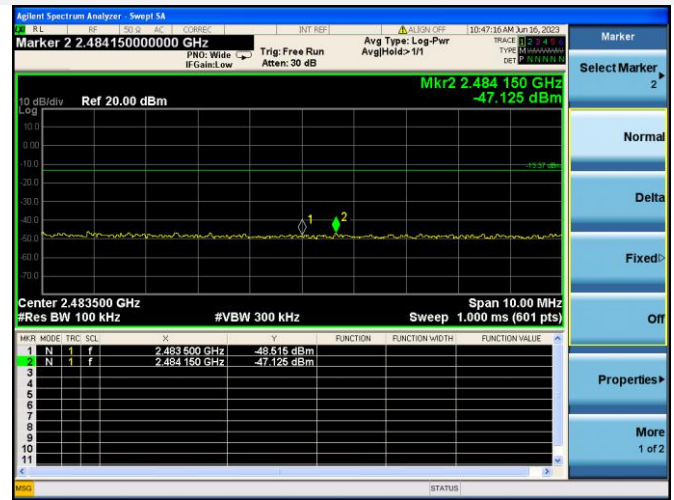 Agilent Spectrum Analyzer - Swept SA
RL RF 50 Ω AC CORREC INT REF ALIGN OFF 10:47:16 AM Jun 16, 2023
Marker 2 2.484150000000 GHz
PNO: Wide Trig: Free Run Avg Type: Log-Pwr TRACE 1 2 3 4 5 6
IFGain:Low Atten: 30 dB Avg|Hold:>1/1 TYPE
DET P N N N N N
Marker
Select Marker
2
Normal
Delta
Fixed
Off
Properties
More
1 of 2
Mkr2 2.484 150 GHz
-47.125 dBm
10 dB/div Ref 20.00 dBm
Log
10.0
0.00
-10.0
-20.0
-30.0
-40.0
-50.0
-60.0
-70.0
1
2
Center 2.483500 GHz Span 10.00 MHz
#Res BW 100 kHz #VBW 300 kHz Sweep 1.000 ms (601 pts)
MKR MODE TRC SCL X Y FUNCTION FUNCTION WIDTH FUNCTION VALUE
1 N 1 f 2.483 500 GHz -48.515 dBm
2 N 1 f 2.484 150 GHz -47.125 dBm
3
4
5
6
7
8
9
10
11
MSG STATUS